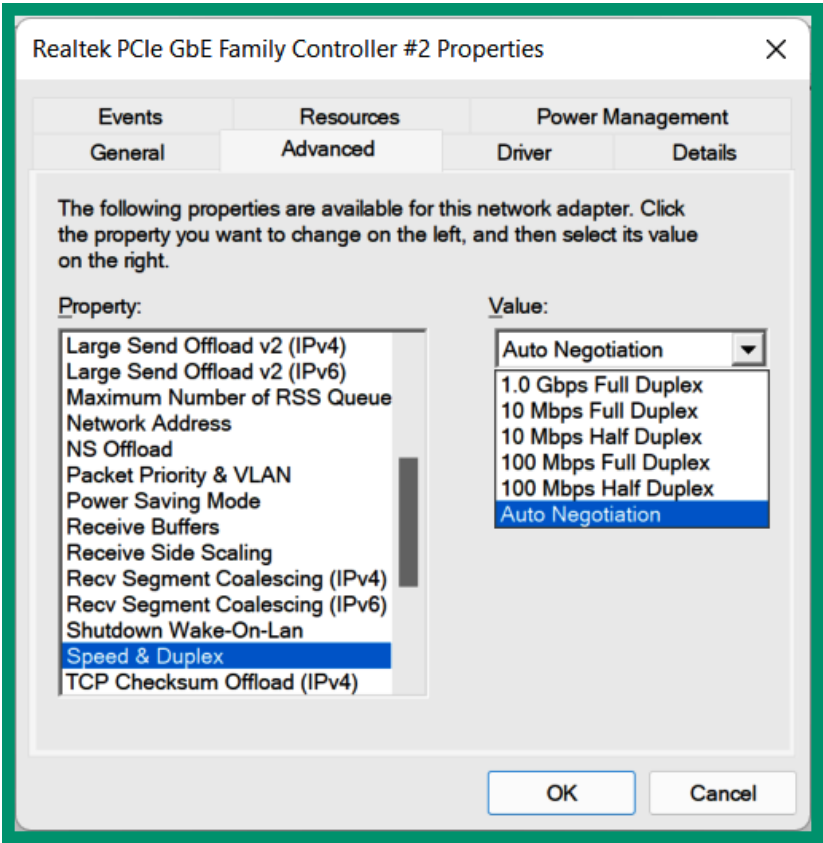 Realtek PCIe GbE Family Controller #2 Properties
Events
Resources
Power Management
General
Advanced
Driver
Details
The following properties are available for this network adapter. Click
the property you want to change on the left, and then select its value
on the right.
Property:
Large Send Offload v2 (IPv4)
Large Send Offload v2 (IPv6)
Maximum Number of RSS Queue
Network Address
NS Offload
Packet Priority & VLAN
Power Saving Mode
Receive Buffers
Receive Side Scaling
Recv Segment Coalescing (IPv4)
Recv Segment Coalescing (IPv6)
Shutdown Wake-On-Lan
Speed & Duplex
TCP Checksum Offload (IPv4)
Value:
Auto Negotiation
1.0 Gbps Full Duplex
10 Mbps Full Duplex
10 Mbps Half Duplex
100 Mbps Full Duplex
100 Mbps Half Duplex
Auto Negotiation
OK
Cancel